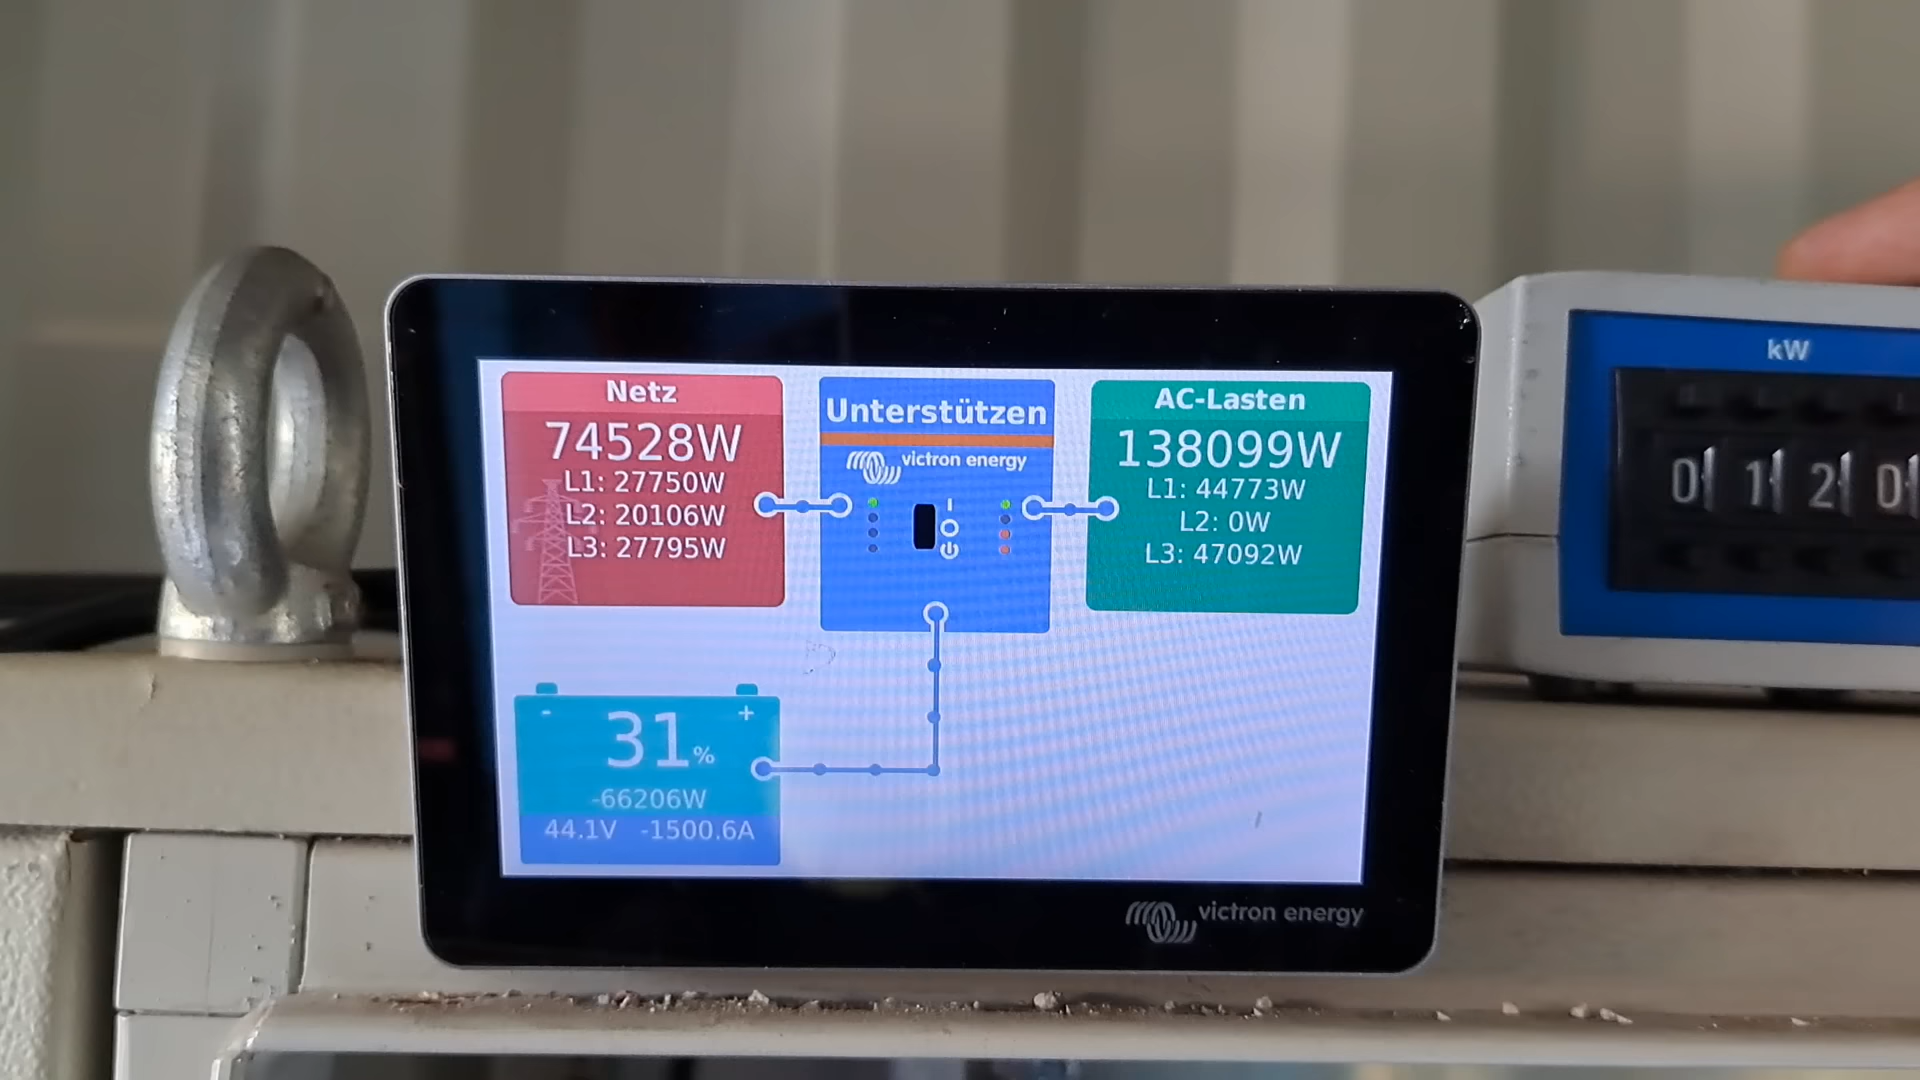 Netz
74528W
L1: 27750W
L2: 20106W
L3: 27795W
Unterstützen
victron energy
AC-Lasten
138099W
L1: 44773W
L2: 0W
L3: 47092W
- +
31%
-66206W
44.1V -1500.6A
victron energy
kW
0 1 2 0